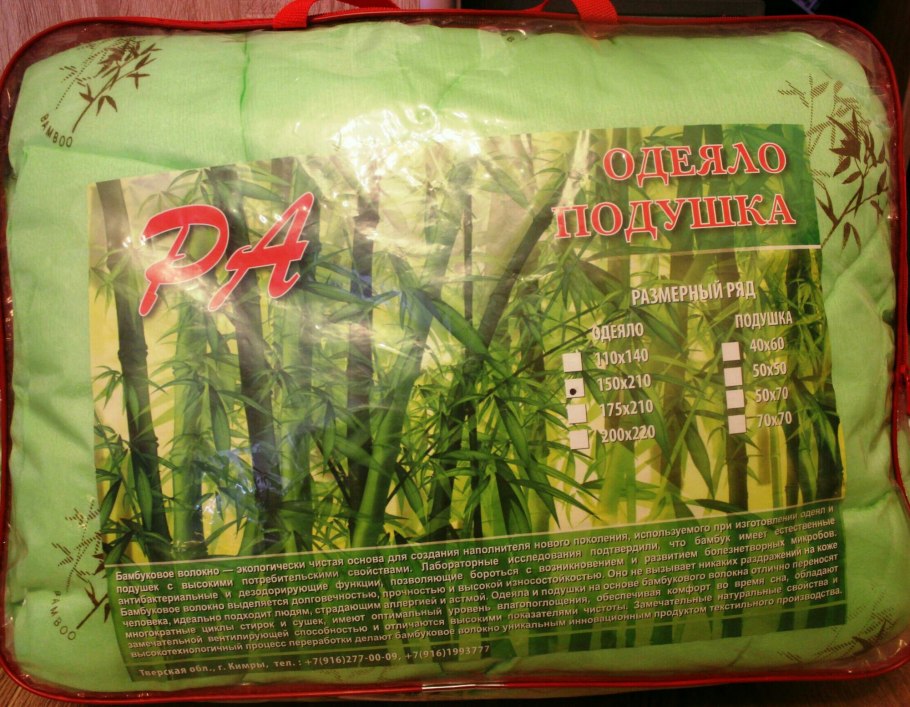 BAMBOO
РА
ОДЕЯЛО
ПОДУШКА
РАЗМЕРНЫЙ РЯД
ОДЕЯЛО
110х140
150х210
175х210
200х220
ПОДУШКА
40х60
50х50
50х70
70х70
Бамбуковое волокно — экологически чистая основа для создания наполнителя нового поколения, используемого при изготовлении одеял и
подушек с высокими потребительскими свойствами. Лабораторные исследования подтвердили, что бамбук имеет естественные
антибактериальные и дезодорирующие функции, позволяющие бороться с возникновением и развитием болезнетворных микробов.
Бамбуковое волокно выделяется долговечностью, прочностью и высокой износостойкостью. Оно не вызывает никаких раздражений на коже
человека, идеально подходит людям, страдающим аллергией и астмой. Одеяла и подушки на основе бамбукового волокна отлично переносят
многократные циклы стирок и сушек, имеют оптимальный уровень влагопоглощения, обеспечивая комфорт во время сна, обладают
замечательной вентилирующей способностью и отличаются высокими показателями чистоты. Замечательные натуральные свойства и
высокотехнологичный процесс переработки делают бамбуковое волокно уникальным инновационным продуктом текстильного производства.
Тверская обл., г. Кимры, тел.: +7(916)277-00-09, +7(916)1993777
BAMBOO